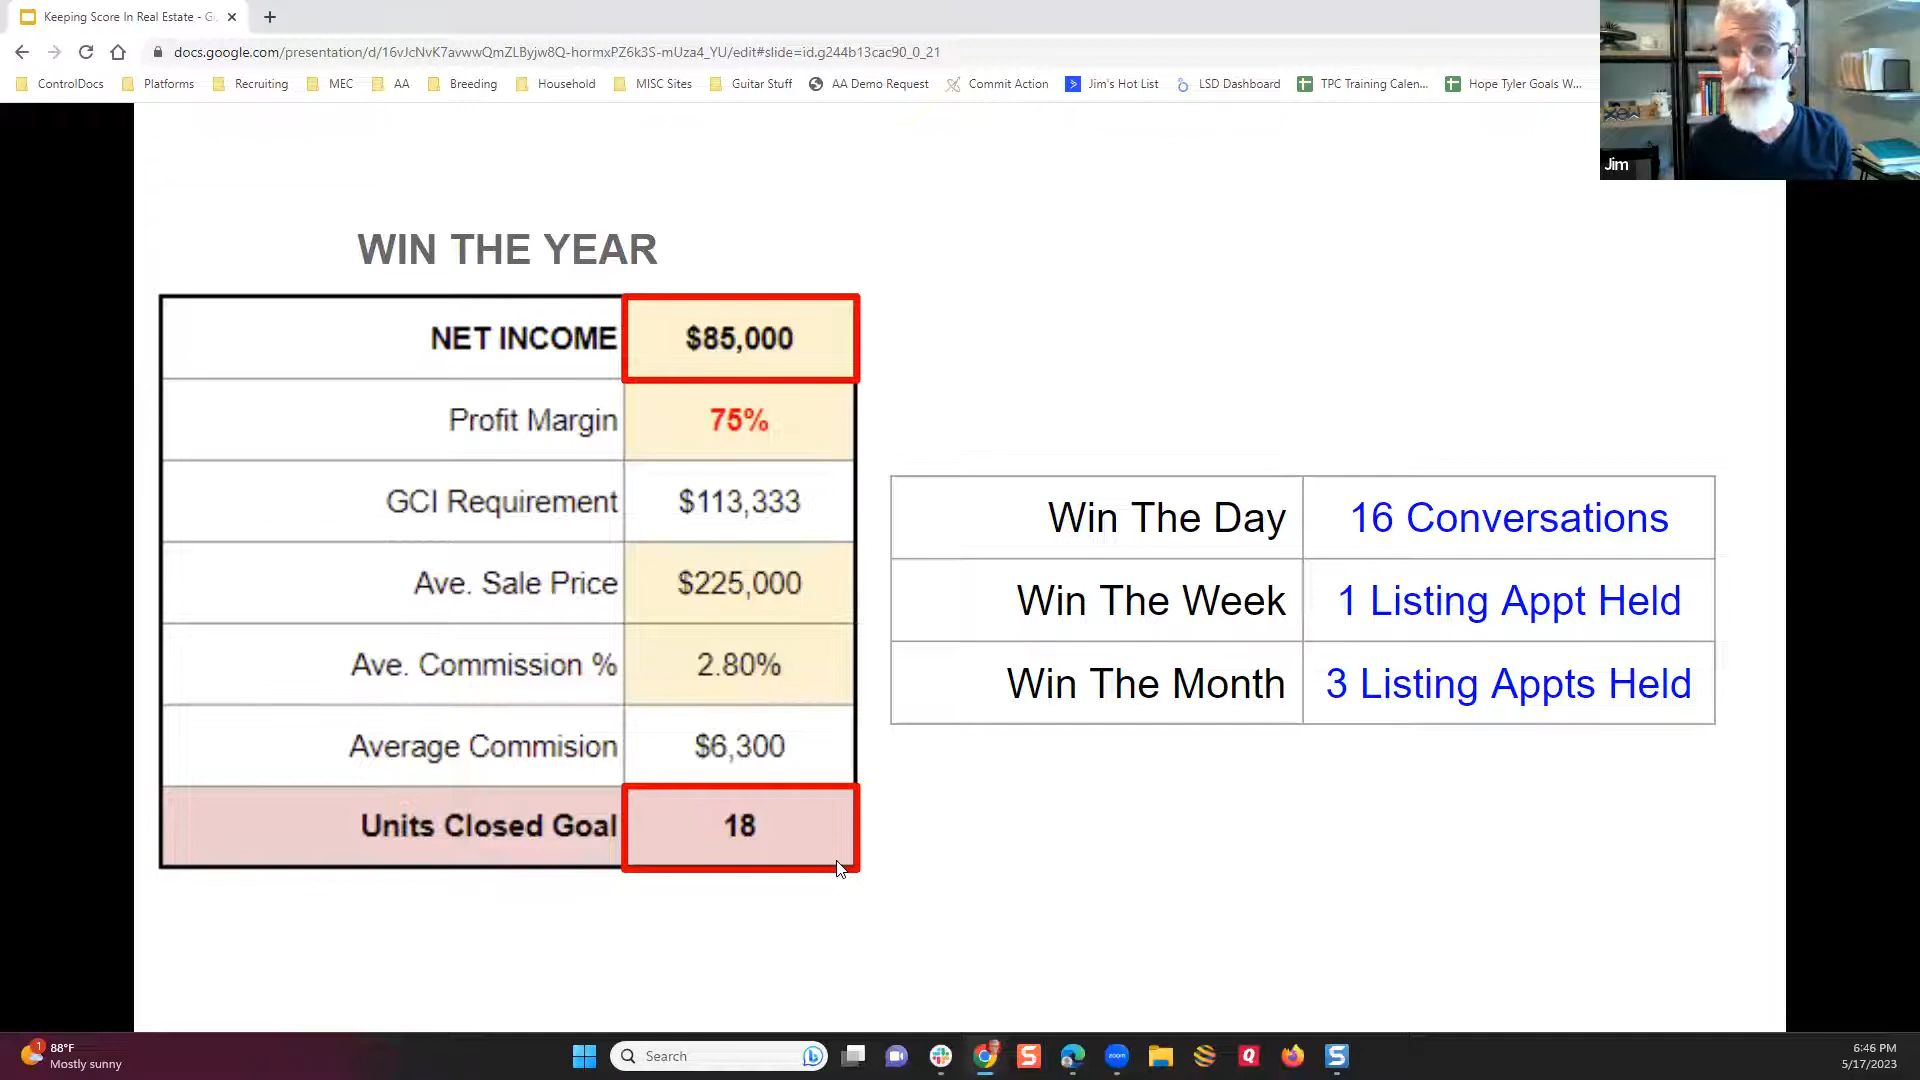 Keeping Score In Real Estate - G
docs.google.com/presentation/d/16vJcNvK7avwwQmZLByjw8Q-hormxPZ6k3S-mUza4_YU/edit#slide=id.g244b13cac90_0_21
ControlDocs Platforms Recruiting MEC AA Breeding Household MISC Sites Guitar Stuff AA Demo Request Commit Action Jim's Hot List LSD Dashboard TPC Training Calen... Hope Tyler Goals W...
Jim
WIN THE YEAR
NET INCOME $85,000
Profit Margin 75%
GCI Requirement $113,333
Ave. Sale Price $225,000
Ave. Commission % 2.80%
Average Commision $6,300
Units Closed Goal 18
Win The Day 16 Conversations
Win The Week 1 Listing Appt Held
Win The Month 3 Listing Appts Held
1
88°F
Mostly sunny
Search
zoom
6:46 PM
5/17/2023